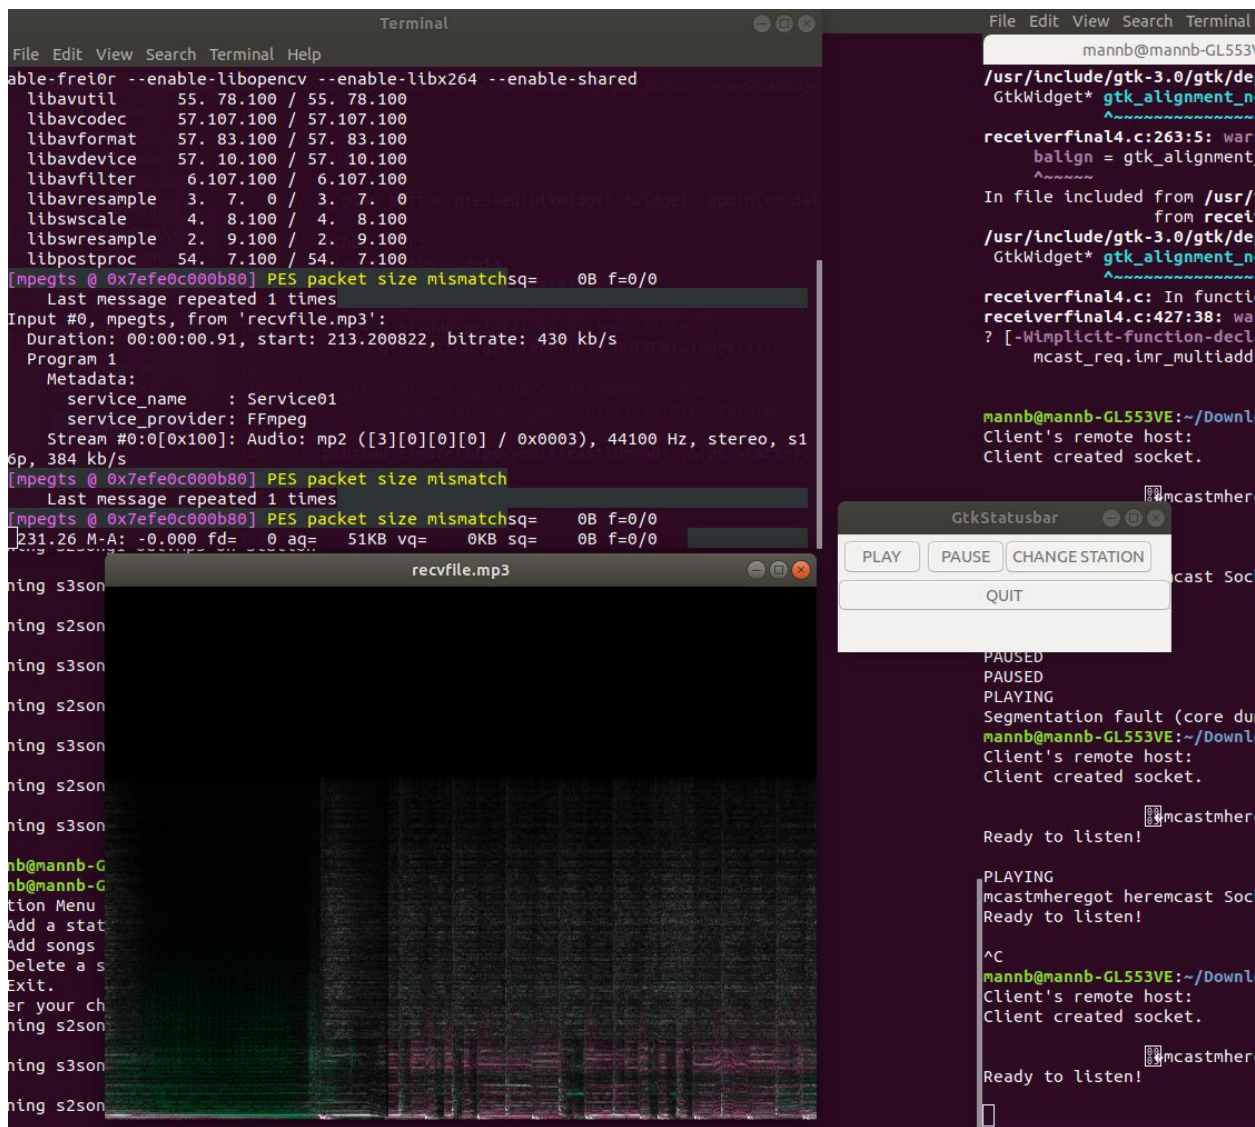 Terminal
File Edit View Search Terminal Help
able-frei0r --enable-libopencv --enable-libx264 --enable-shared
libavutil 55. 78.100 / 55. 78.100
libavcodec 57.107.100 / 57.107.100
libavformat 57. 83.100 / 57. 83.100
libavdevice 57. 10.100 / 57. 10.100
libavfilter 6.107.100 / 6.107.100
libavresample 3. 7. 0 / 3. 7. 0
libswscale 4. 8.100 / 4. 8.100
libswresample 2. 9.100 / 2. 9.100
libpostproc 54. 7.100 / 54. 7.100
[mpegts @ 0x7efe0c000b80] PES packet size mismatchsq= 0B f=0/0
Last message repeated 1 times
Input #0, mpegts, from 'recvfile.mp3':
Duration: 00:00:00.91, start: 213.200822, bitrate: 430 kb/s
Program 1
Metadata:
service_name : Service01
service_provider: FFmpeg
Stream #0:0[0x100]: Audio: mp2 ([3][0][0][0] / 0x0003), 44100 Hz, stereo, s1
6p, 384 kb/s
[mpegts @ 0x7efe0c000b80] PES packet size mismatch
Last message repeated 1 times
[mpegts @ 0x7efe0c000b80] PES packet size mismatchsq= 0B f=0/0
231.26 M-A: -0.000 fd= 0 aq= 51KB vq= 0KB sq= 0B f=0/0
recvfile.mp3
ning s3son
ning s2son
ning s3son
ning s2son
ning s3son
ning s2son
ning s3son
nb@mannb-G
nb@mannb-G
tion Menu
Add a stat
Add songs
Delete a s
Exit.
er your ch
ning s2son
ning s3son
ning s2son
File Edit View Search Terminal
mannb@mannb-GL553V
/usr/include/gtk-3.0/gtk/de
GtkWidget* gtk_alignment_n
^~~~~~~~~~~~~~~
receiverfinal4.c:263:5: war
balign = gtk_alignment_
^~~~~~
In file included from /usr/
from recei
/usr/include/gtk-3.0/gtk/de
GtkWidget* gtk_alignment_n
^~~~~~~~~~~~~~~
receiverfinal4.c: In functi
receiverfinal4.c:427:38: wa
? [-Wimplicit-function-decl
mcast_req.imr_multiadd
mannb@mannb-GL553VE:~/Downl
Client's remote host:
Client created socket.
mcastmher
GtkStatusbar
PLAY PAUSE CHANGE STATION
QUIT
cast Soc
PAUSED
PAUSED
PLAYING
Segmentation fault (core du
mannb@mannb-GL553VE:~/Downl
Client's remote host:
Client created socket.
mcastmher
Ready to listen!
PLAYING
mcastmheregot heremcast Soc
Ready to listen!
^C
mannb@mannb-GL553VE:~/Downl
Client's remote host:
Client created socket.
mcastmher
Ready to listen!